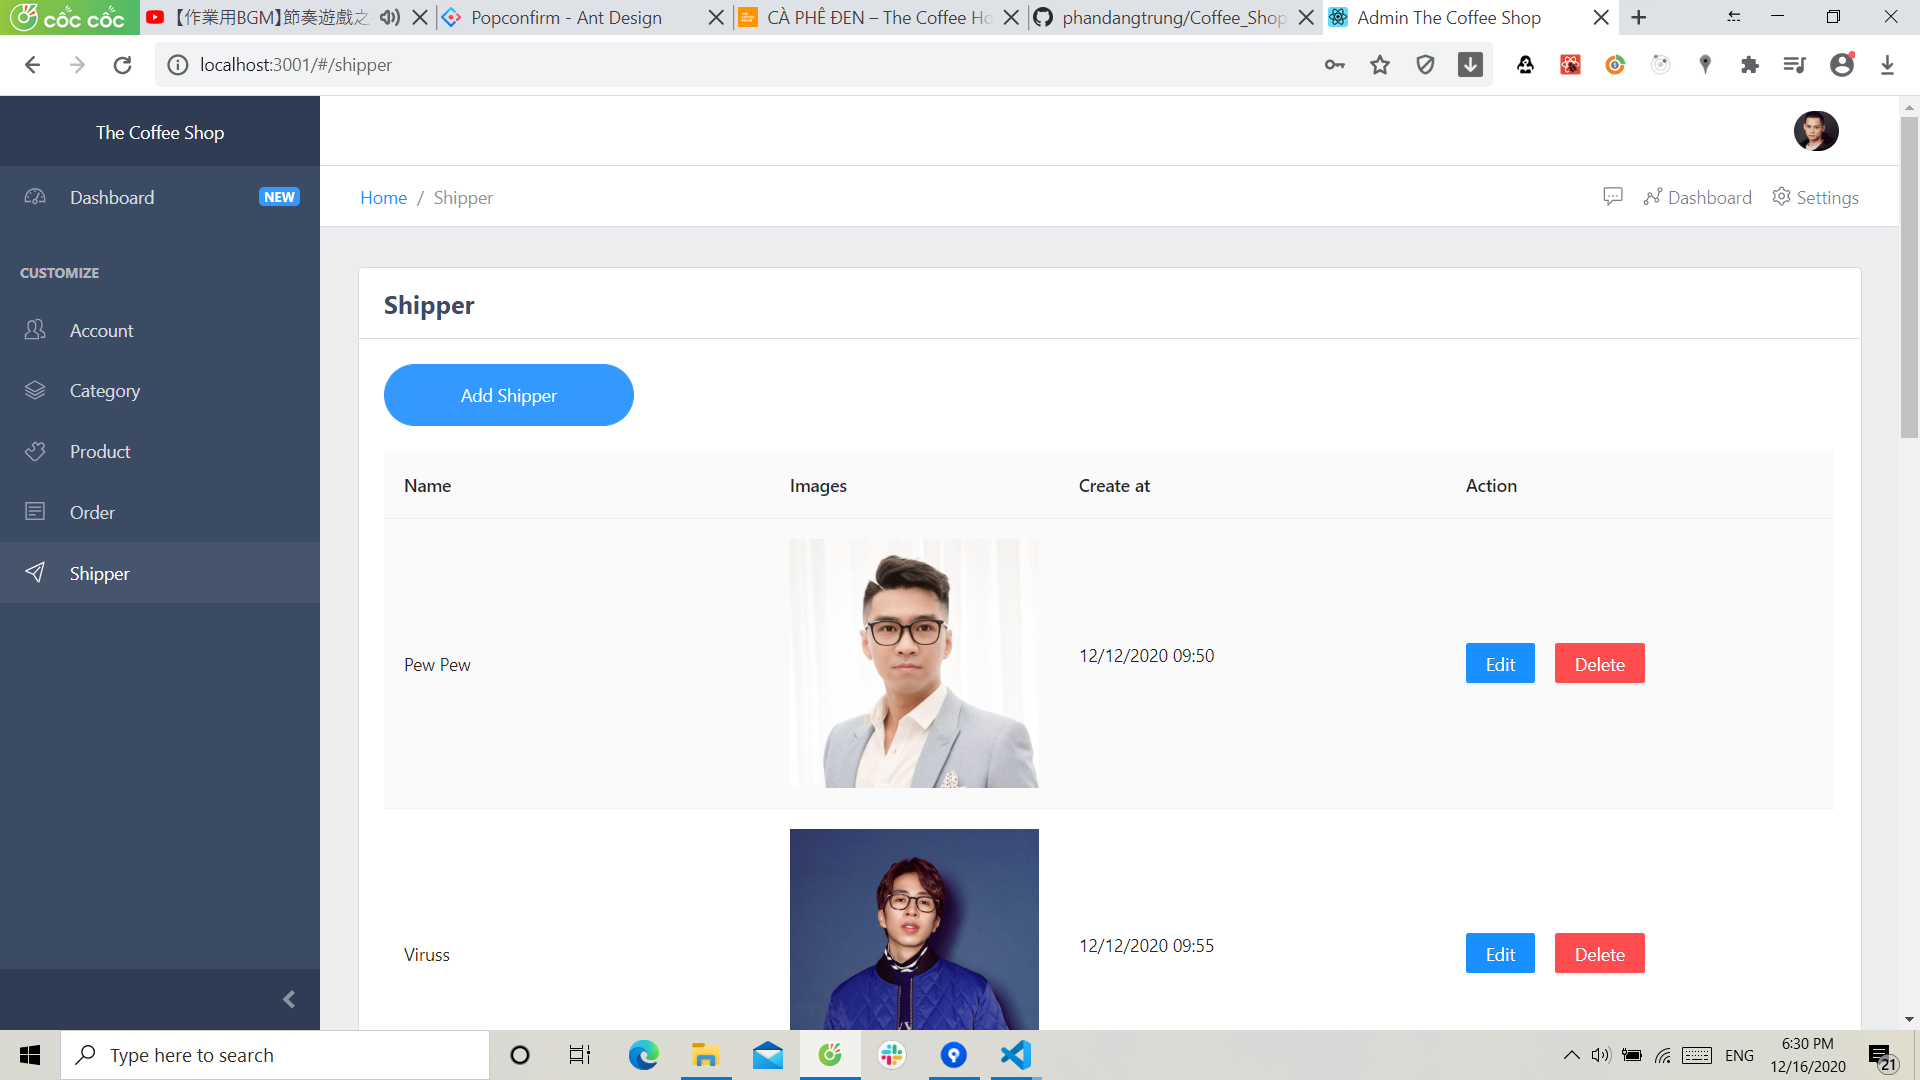 cốc cốc
【作業用BGM】節奏遊戲之
Popconfirm - Ant Design
CÀ PHÊ ĐEN – The Coffee Ho
phandangtrung/Coffee_Shop
Admin The Coffee Shop
localhost:3001/#/shipper
The Coffee Shop
Dashboard
NEW
Home / Shipper
Dashboard
Settings
CUSTOMIZE
Account
Category
Product
Order
Shipper
Shipper
Add Shipper
Name
Images
Create at
Action
Pew Pew
12/12/2020 09:50
Edit
Delete
Viruss
12/12/2020 09:55
Edit
Delete
Type here to search
ENG
6:30 PM
12/16/2020
21